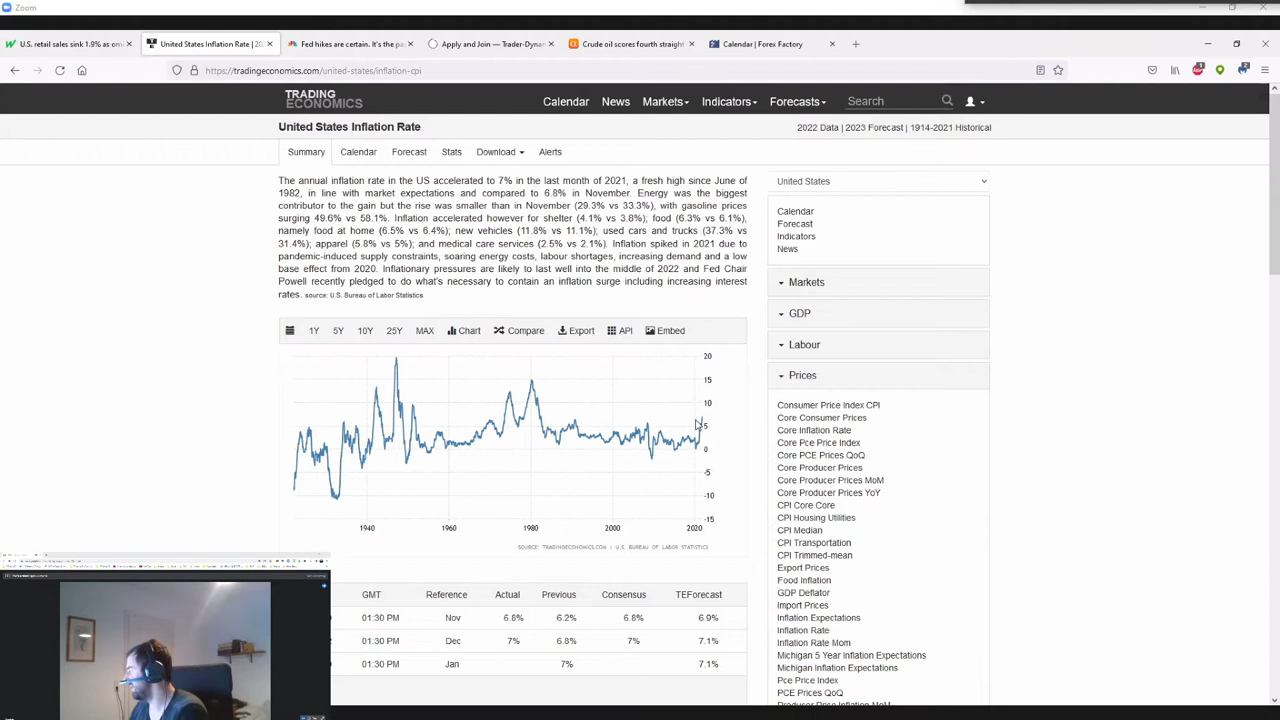 Zoom
U.S. retail sales sink 1.9% as on
United States Inflation Rate | 20
Fed hikes are certain. It's the pa
Apply and Join — Trader-Dynan
Crude oil scores fourth straight
Calendar | Forex Factory
https://tradingeconomics.com/united-states/inflation-cpi
TRADING
ECONOMICS
Calendar News Markets Indicators Forecasts Search
United States Inflation Rate
2022 Data | 2023 Forecast | 1914-2021 Historical
Summary Calendar Forecast Stats Download Alerts
The annual inflation rate in the US accelerated to 7% in the last month of 2021, a fresh high since June of
1982, in line with market expectations and compared to 6.8% in November. Energy was the biggest
contributor to the gain but the rise was smaller than in November (29.3% vs 33.3%), with gasoline prices
surging 49.6% vs 58.1%. Inflation accelerated however for shelter (4.1% vs 3.8%); food (6.3% vs 6.1%),
namely food at home (6.5% vs 6.4%); new vehicles (11.8% vs 11.1%); used cars and trucks (37.3% vs
31.4%); apparel (5.8% vs 5%); and medical care services (2.5% vs 2.1%). Inflation spiked in 2021 due to
pandemic-induced supply constraints, soaring energy costs, labour shortages, increasing demand and a low
base effect from 2020. Inflationary pressures are likely to last well into the middle of 2022 and Fed Chair
Powell recently pledged to do what's necessary to contain an inflation surge including increasing interest
rates. source: U.S. Bureau of Labor Statistics
1Y 5Y 10Y 25Y MAX Chart Compare Export API Embed
20
15
10
5
0
-5
-10
-15
1940 1960 1980 2000 2020
SOURCE: TRADINGECONOMICS.COM | U.S. BUREAU OF LABOR STATISTICS
GMT Reference Actual Previous Consensus TEForecast
01:30 PM Nov 6.8% 6.2% 6.8% 6.9%
01:30 PM Dec 7% 6.8% 7% 7.1%
01:30 PM Jan 7% 7.1%
United States
Calendar
Forecast
Indicators
News
Markets
GDP
Labour
Prices
Consumer Price Index CPI
Core Consumer Prices
Core Inflation Rate
Core Pce Price Index
Core PCE Prices QoQ
Core Producer Prices
Core Producer Prices MoM
Core Producer Prices YoY
CPI Core Core
CPI Housing Utilities
CPI Median
CPI Transportation
CPI Trimmed-mean
Export Prices
Food Inflation
GDP Deflator
Import Prices
Inflation Expectations
Inflation Rate
Inflation Rate Mom
Michigan 5 Year Inflation Expectations
Michigan Inflation Expectations
Pce Price Index
PCE Prices QoQ
Producer Price Inflation MoM